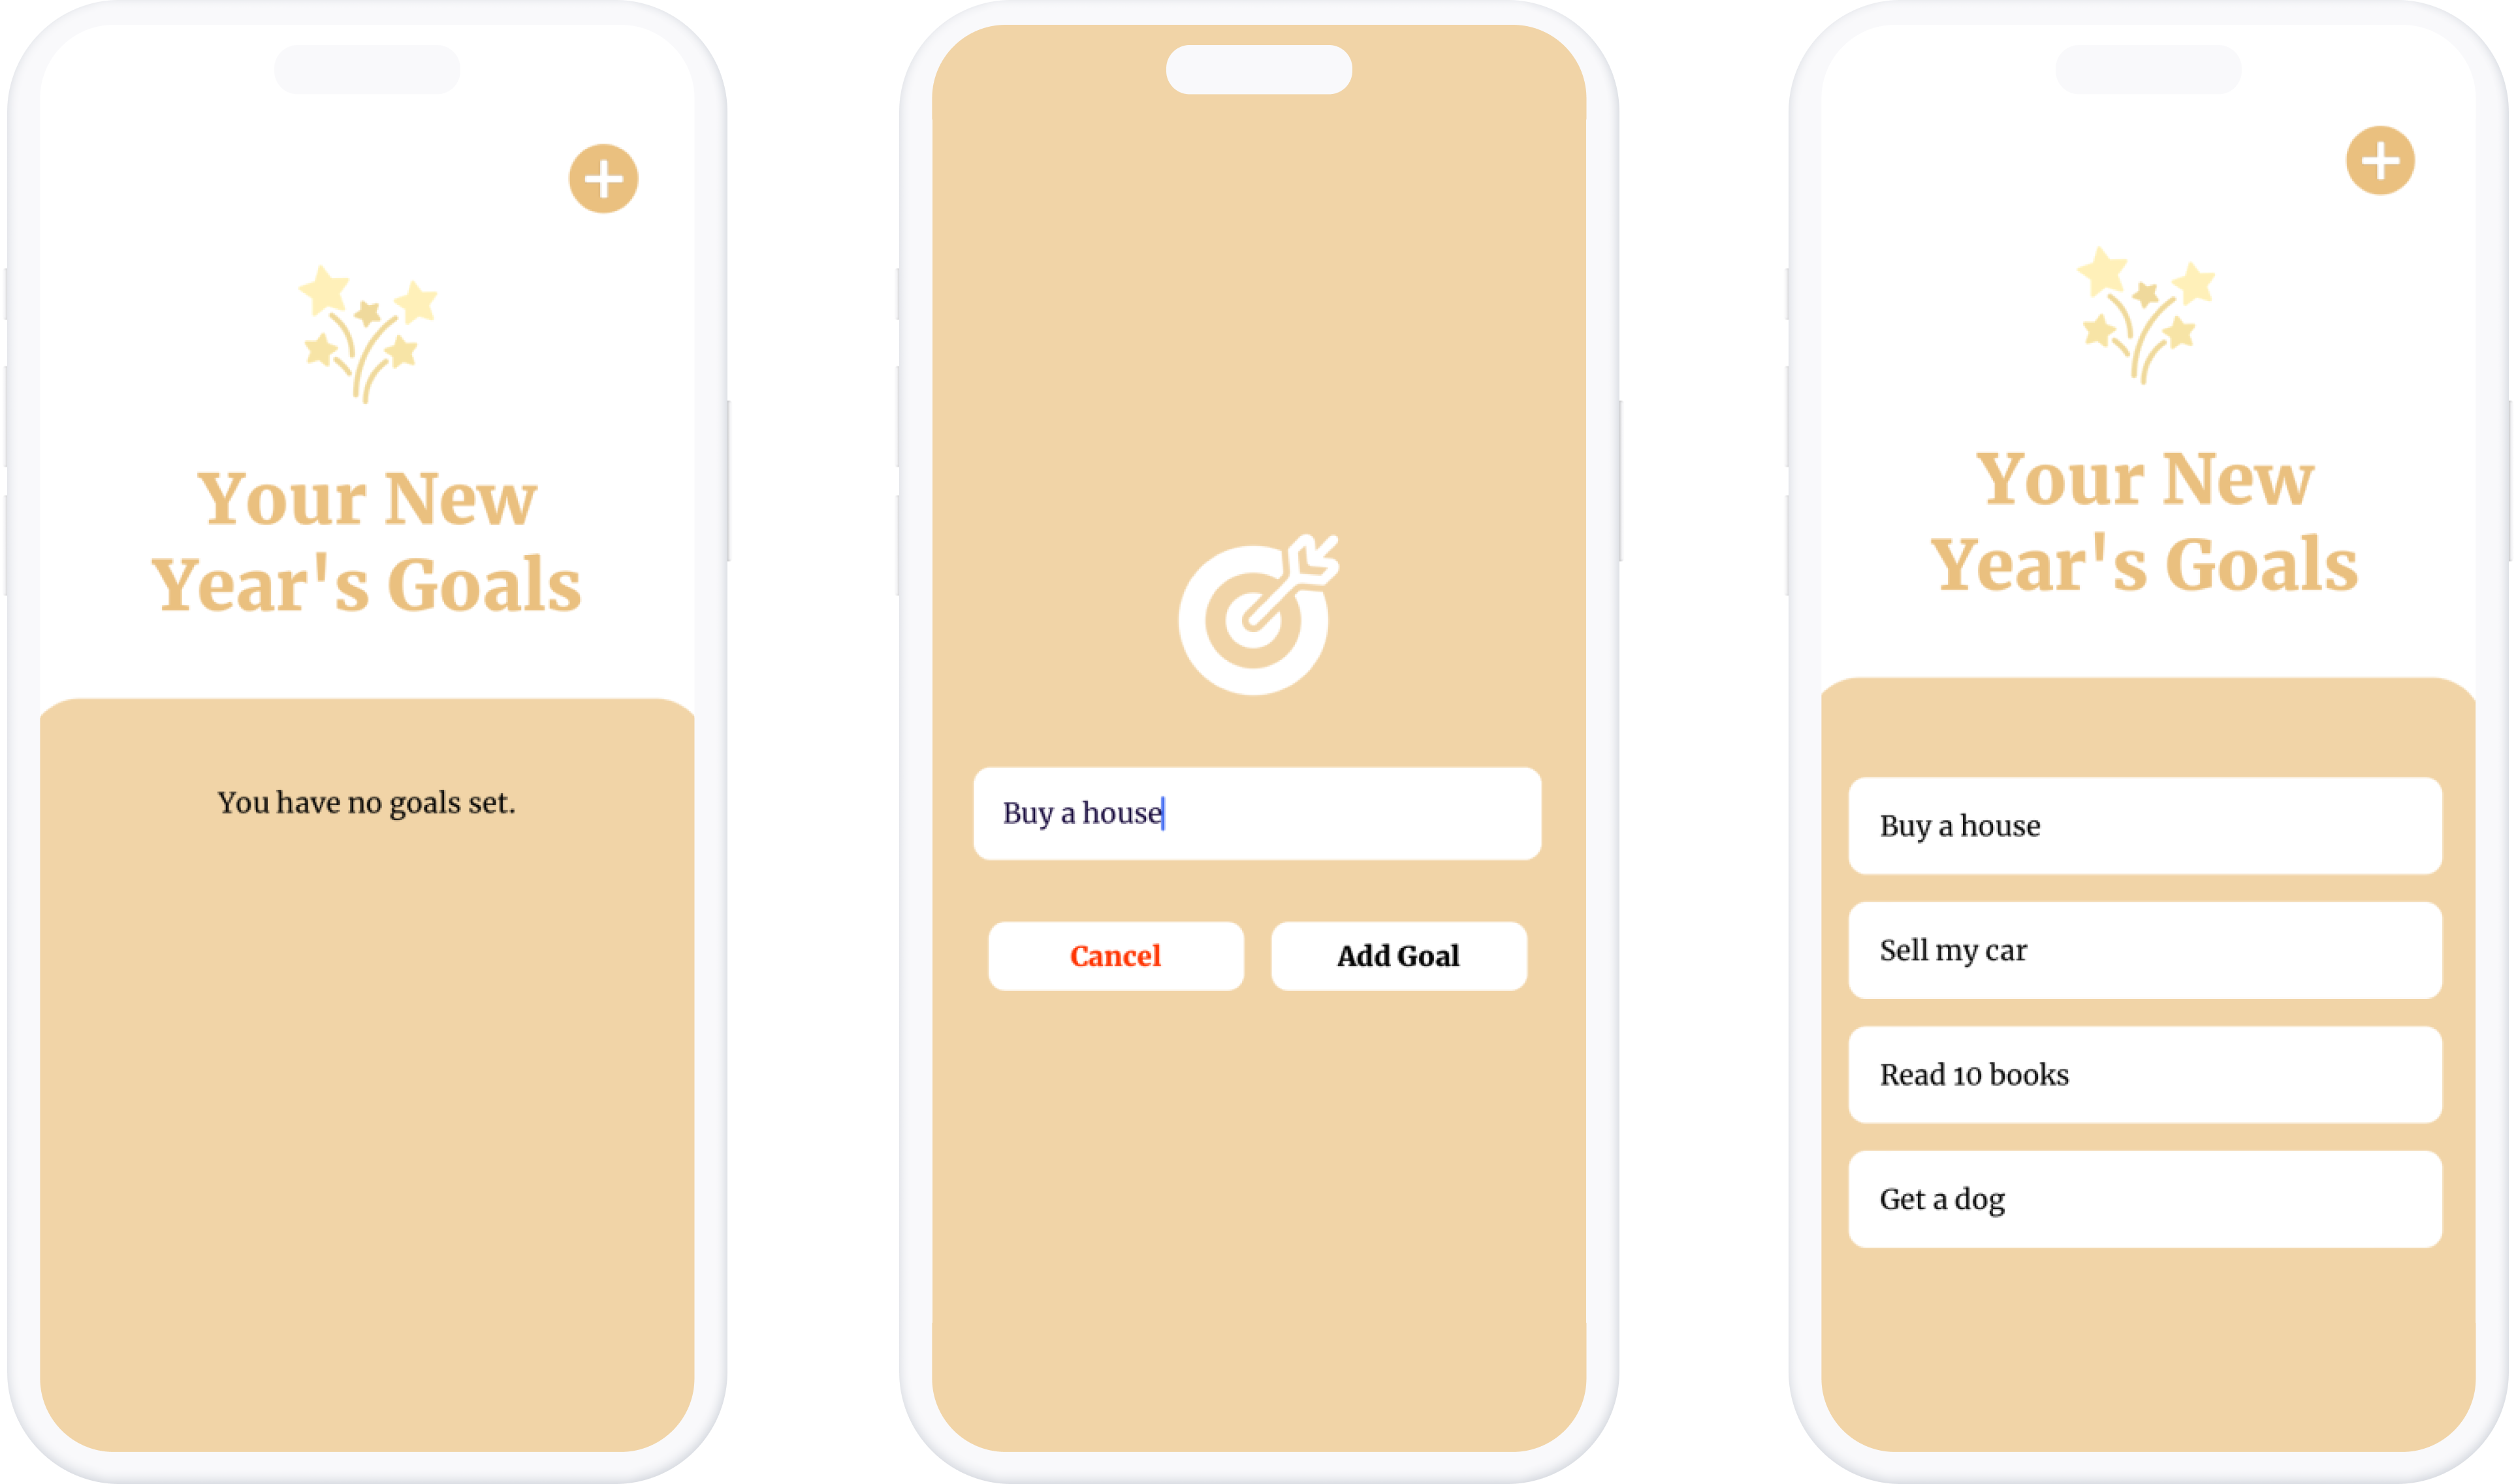 Your New
Year's Goals
You have no goals set.
Buy a house
Cancel
Add Goal
Your New
Year's Goals
Buy a house
Sell my car
Read 10 books
Get a dog